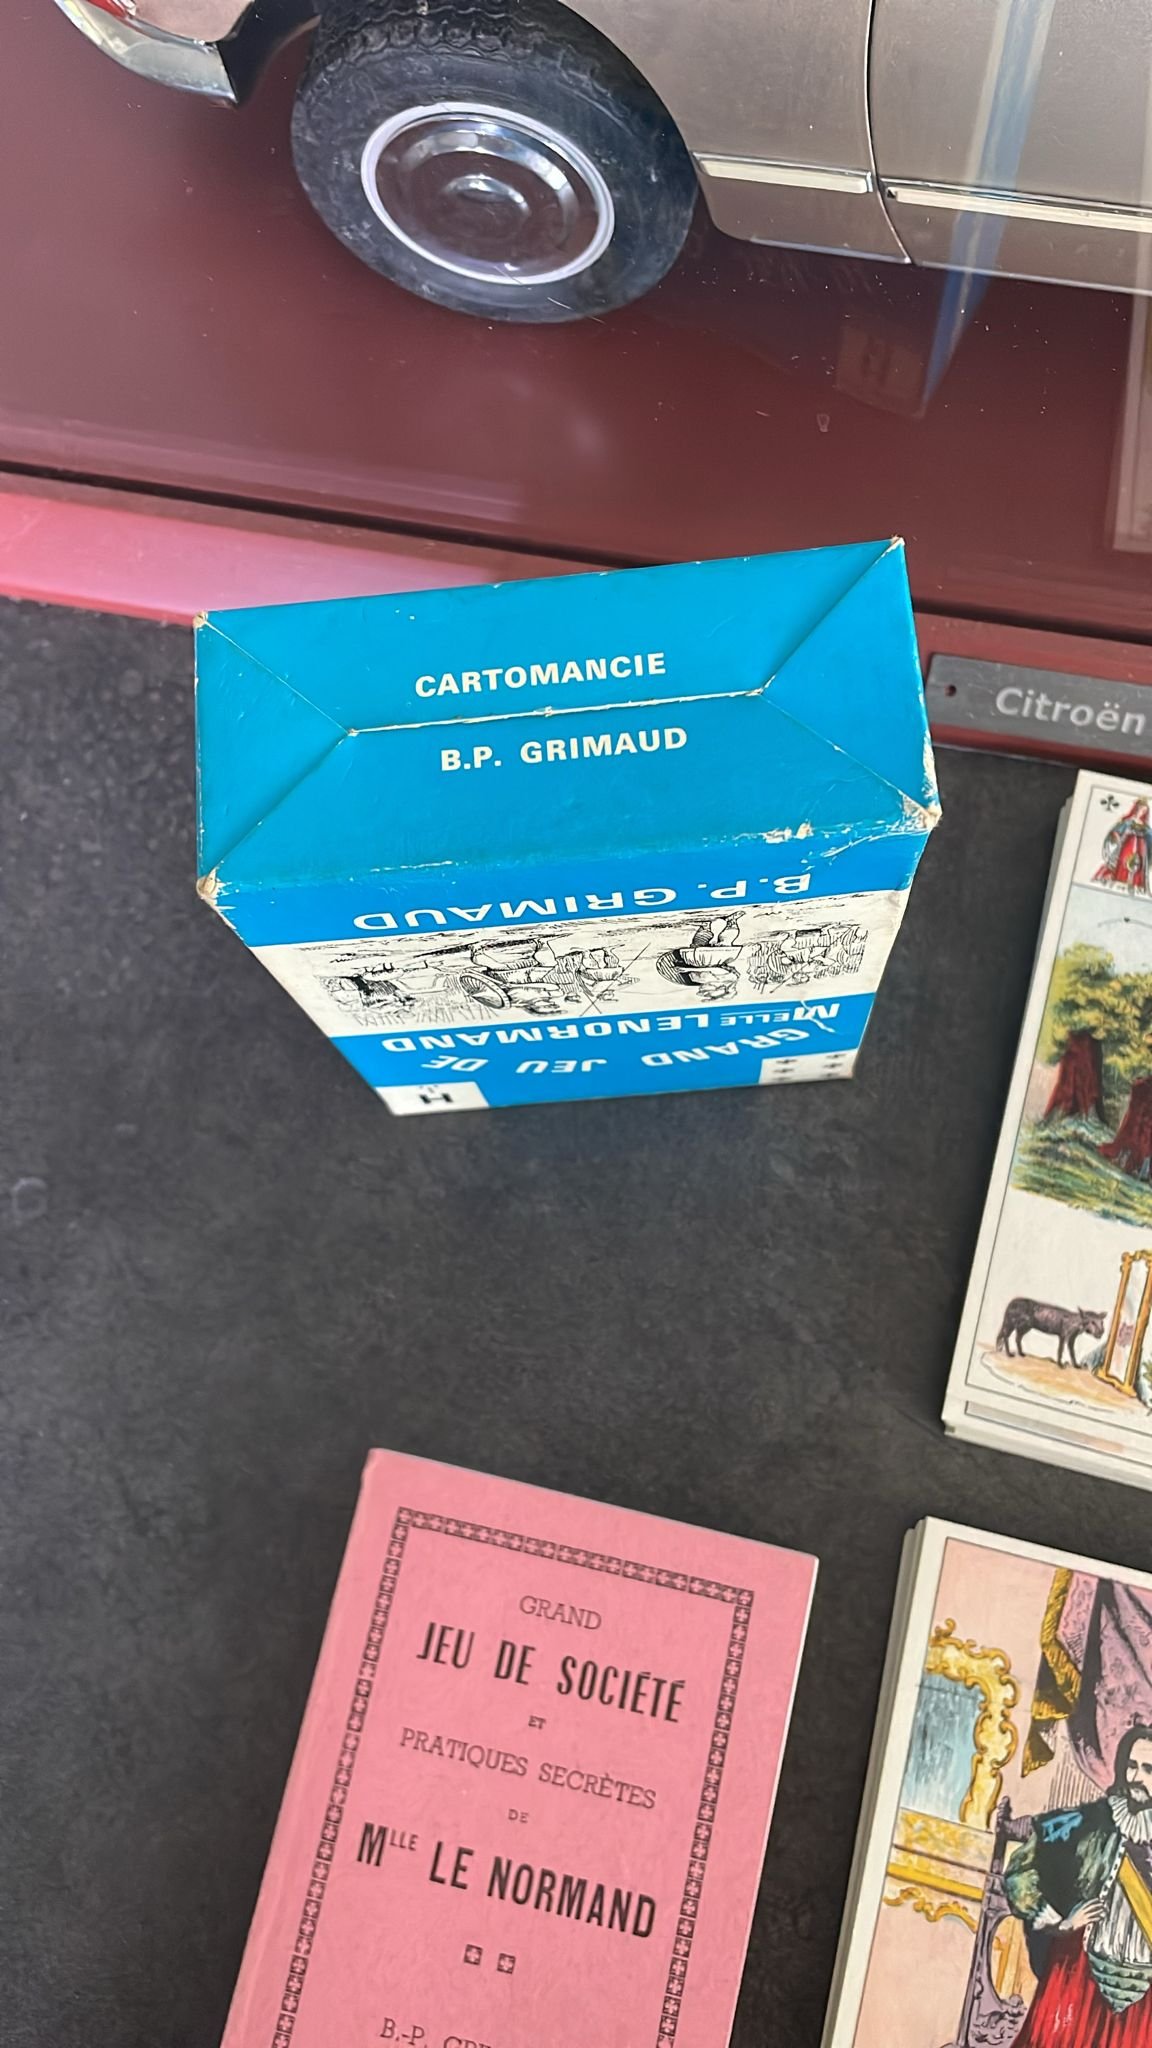 CARTOMANCIE
B.P. GRIMAUD
B.P. GRIMAUD
GRAND JEU DE
MELLE LENORMAND
H
Citroën
GRAND
JEU DE SOCIÉTÉ
ET
PRATIQUES SECRÈTES
DE
MLLE LE NORMAND
B.-P.